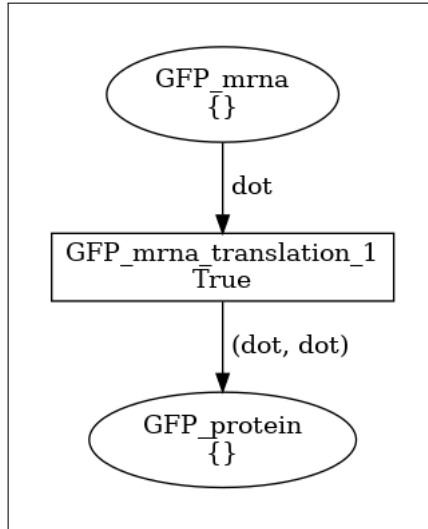 GFP_mrna
{}
dot
GFP_mrna_translation_1
True
(dot, dot)
GFP_protein
{}